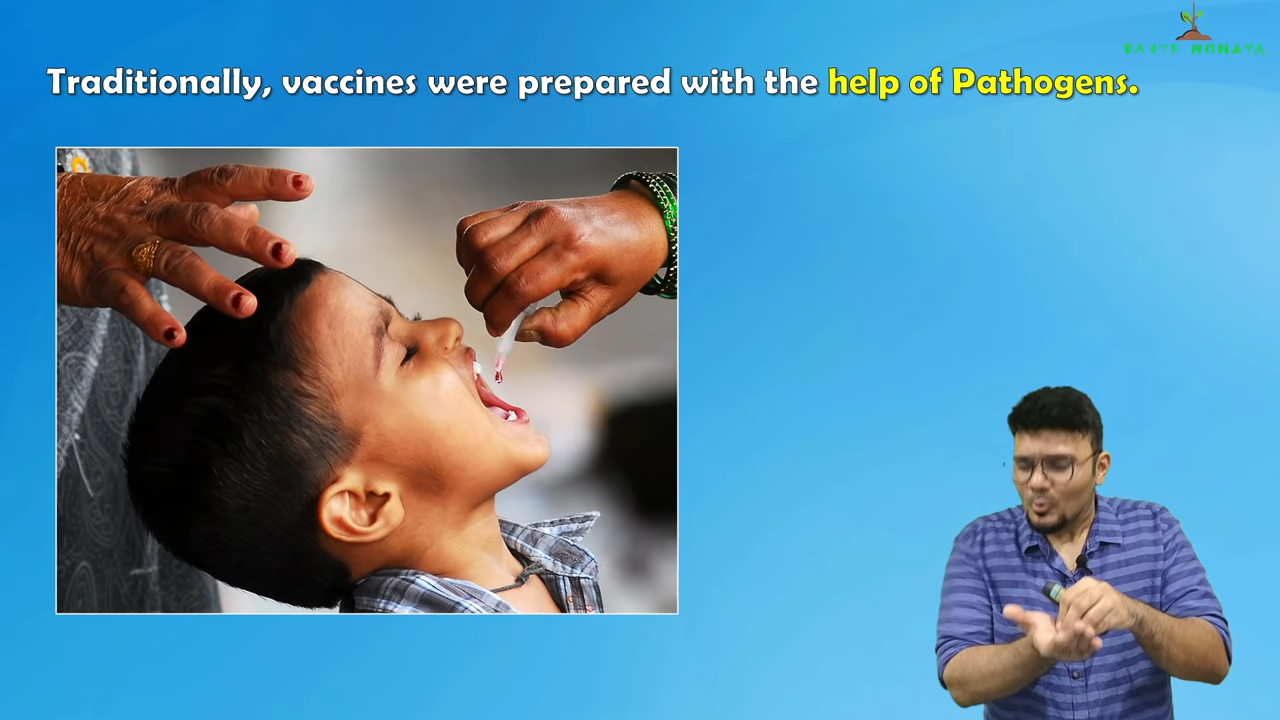 Traditionally, vaccines were prepared with the help of Pathogens.